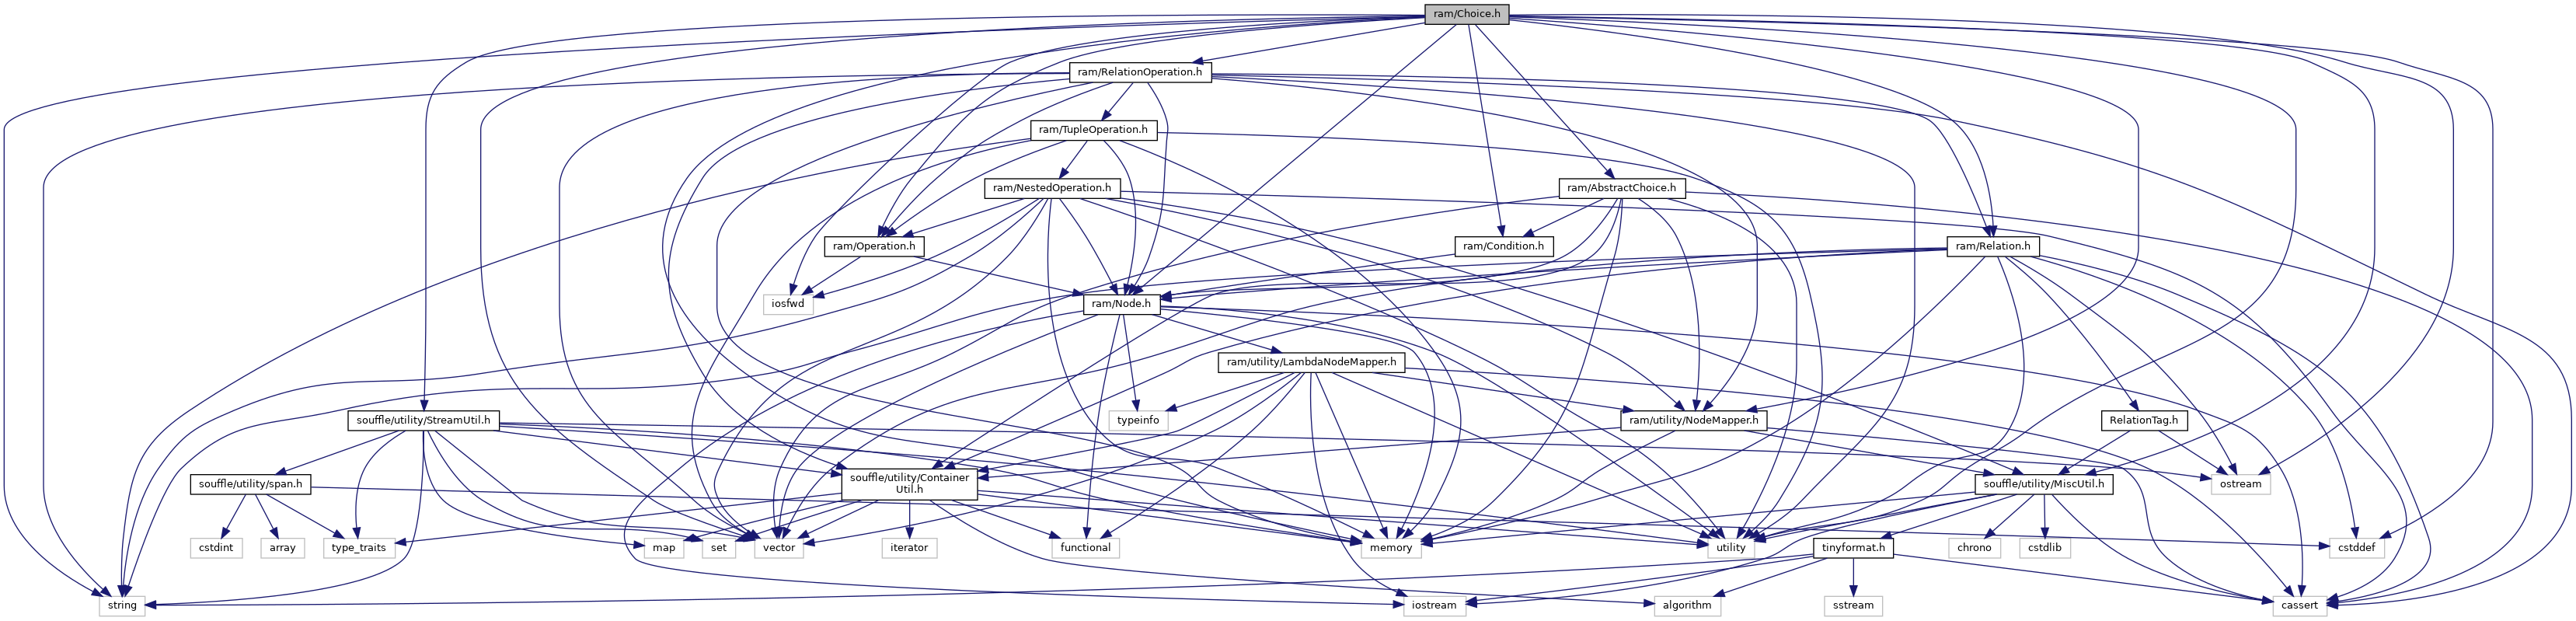 ram/Choice.h
ram/RelationOperation.h
ram/TupleOperation.h
ram/NestedOperation.h
ram/AbstractChoice.h
ram/Operation.h
ram/Condition.h
ram/Relation.h
iosfwd
ram/Node.h
ram/utility/LambdaNodeMapper.h
souffle/utility/StreamUtil.h
typeinfo
ram/utility/NodeMapper.h
RelationTag.h
souffle/utility/span.h
souffle/utility/Container
Util.h
souffle/utility/MiscUtil.h
ostream
cstdint
array
type_traits
map
set
vector
iterator
functional
memory
utility
tinyformat.h
chrono
cstdlib
cstddef
string
iostream
algorithm
sstream
cassert